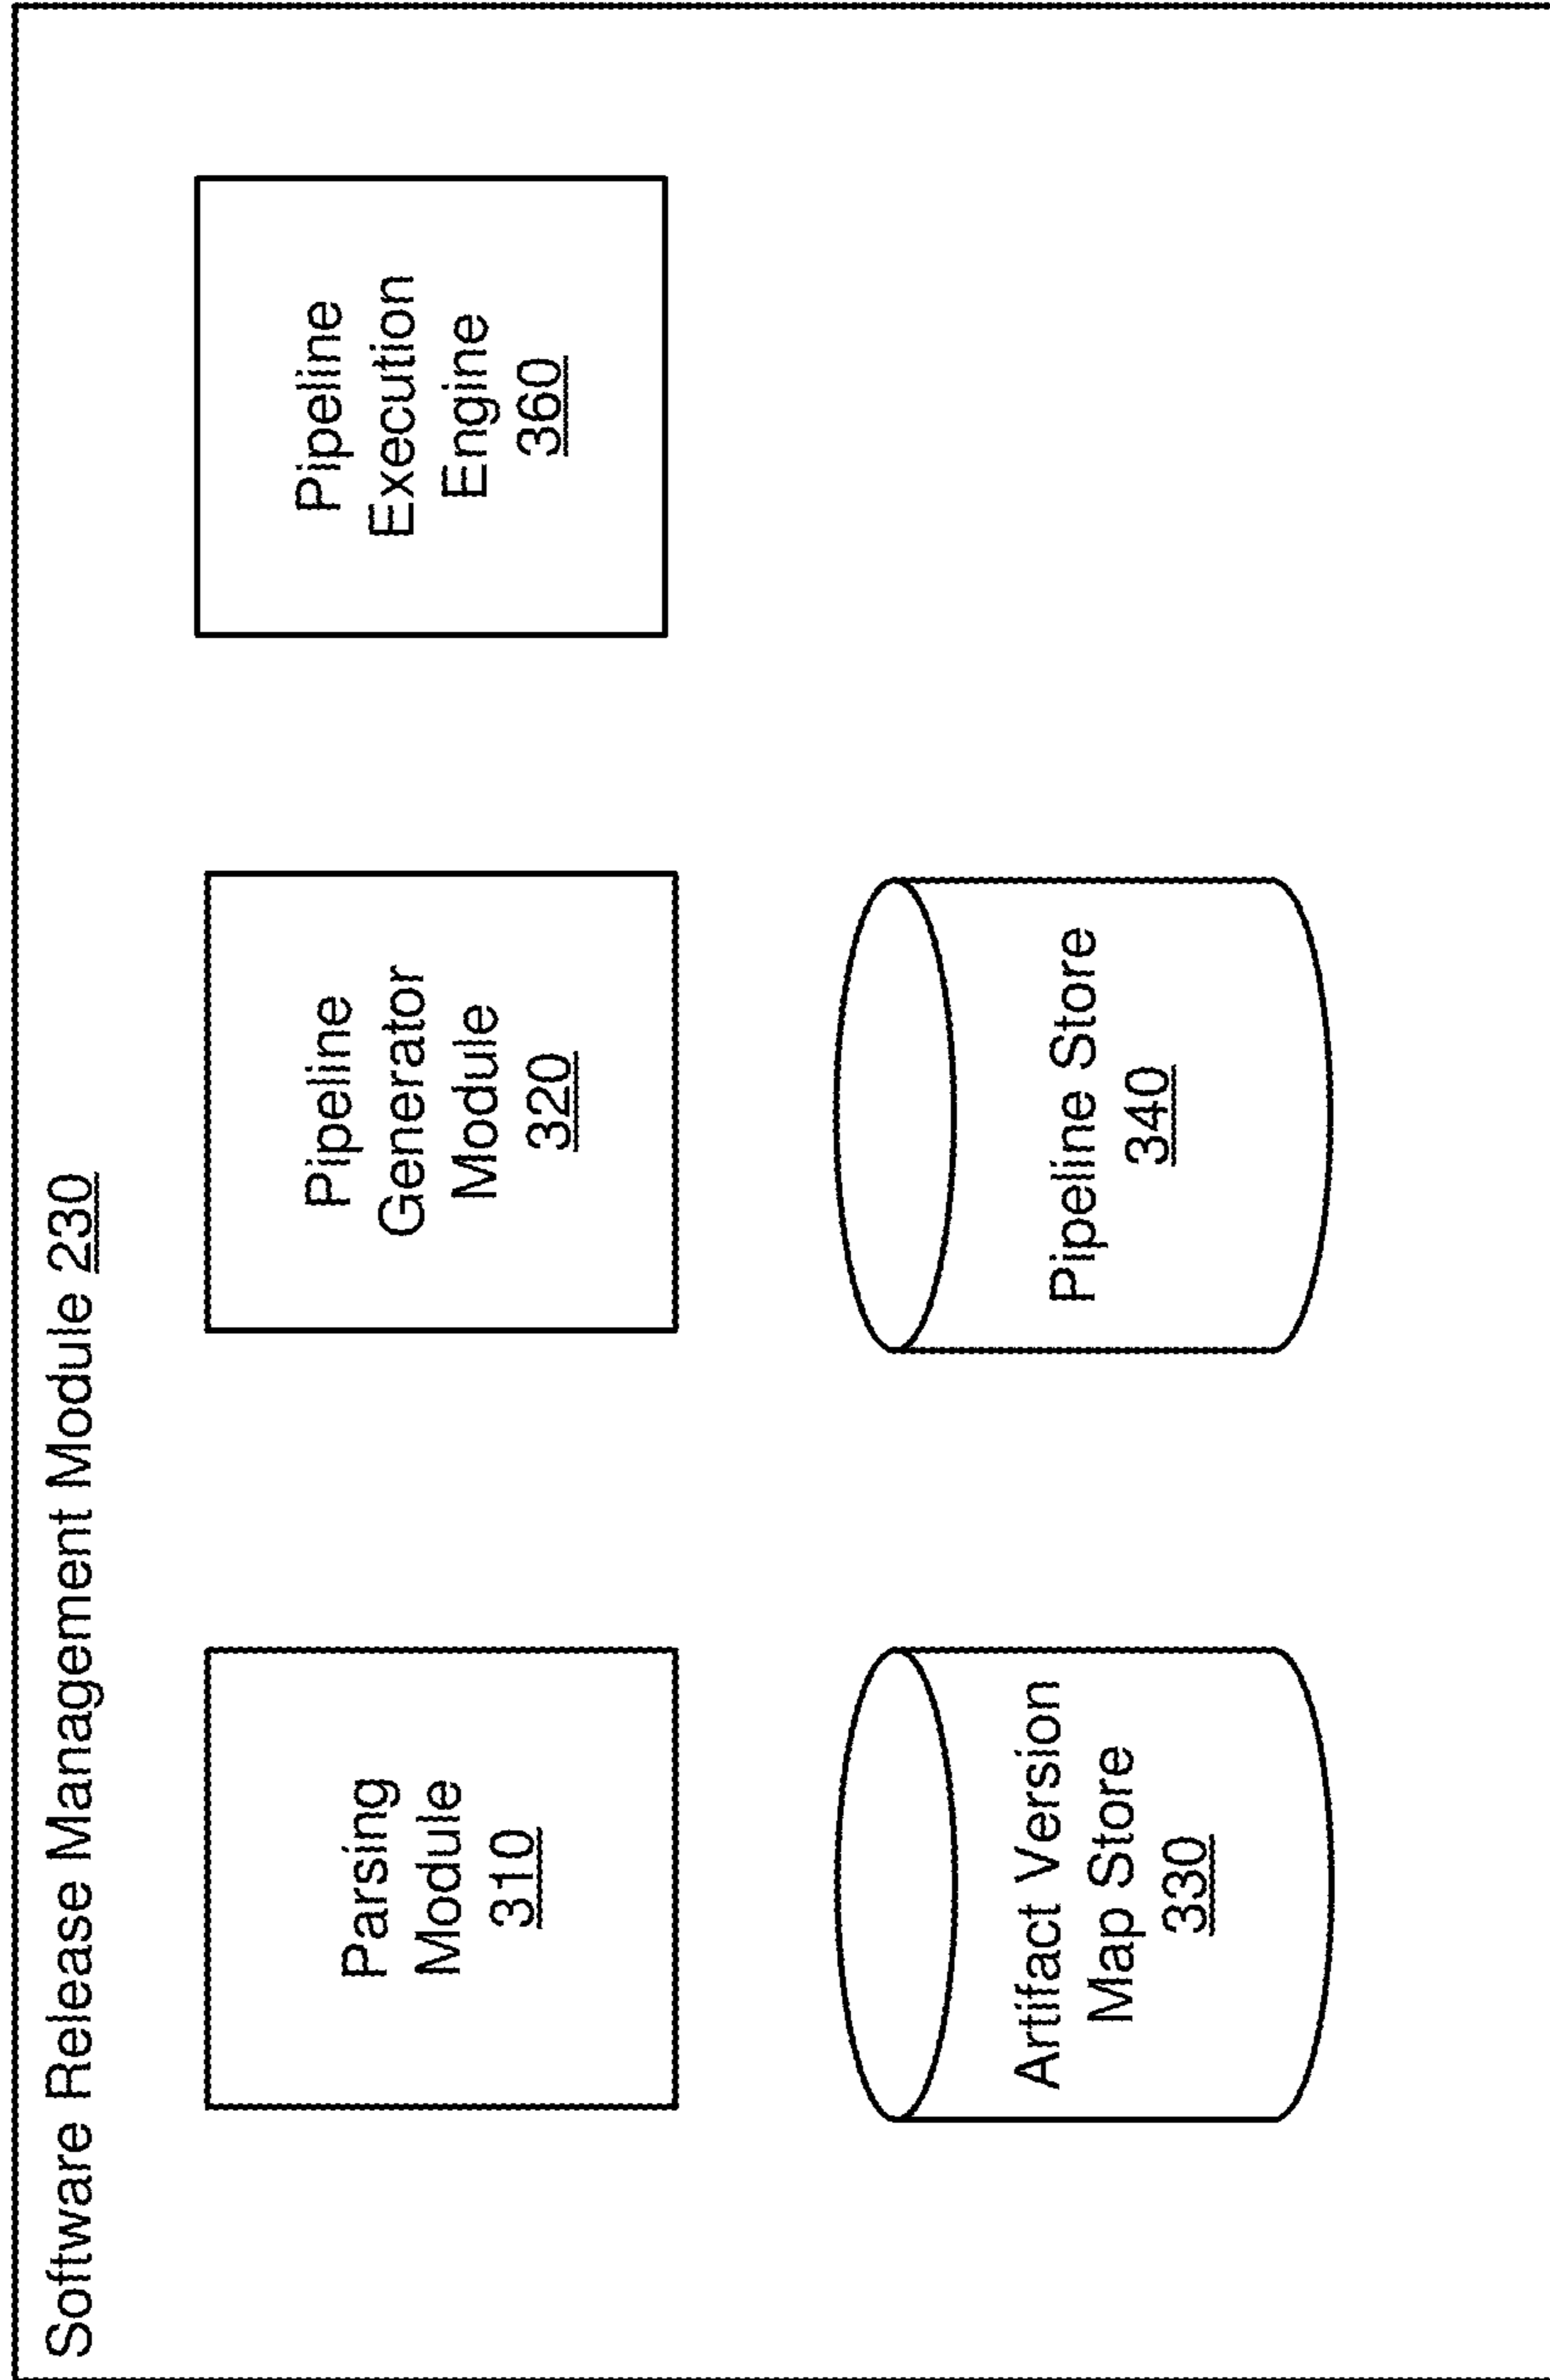 Software Release Management Module 230
Parsing
Module
310
Pipeline
Generator
Module
320
Pipeline
Execution
Engine
360
Artifact Version
Map Store
330
Pipeline Store
340